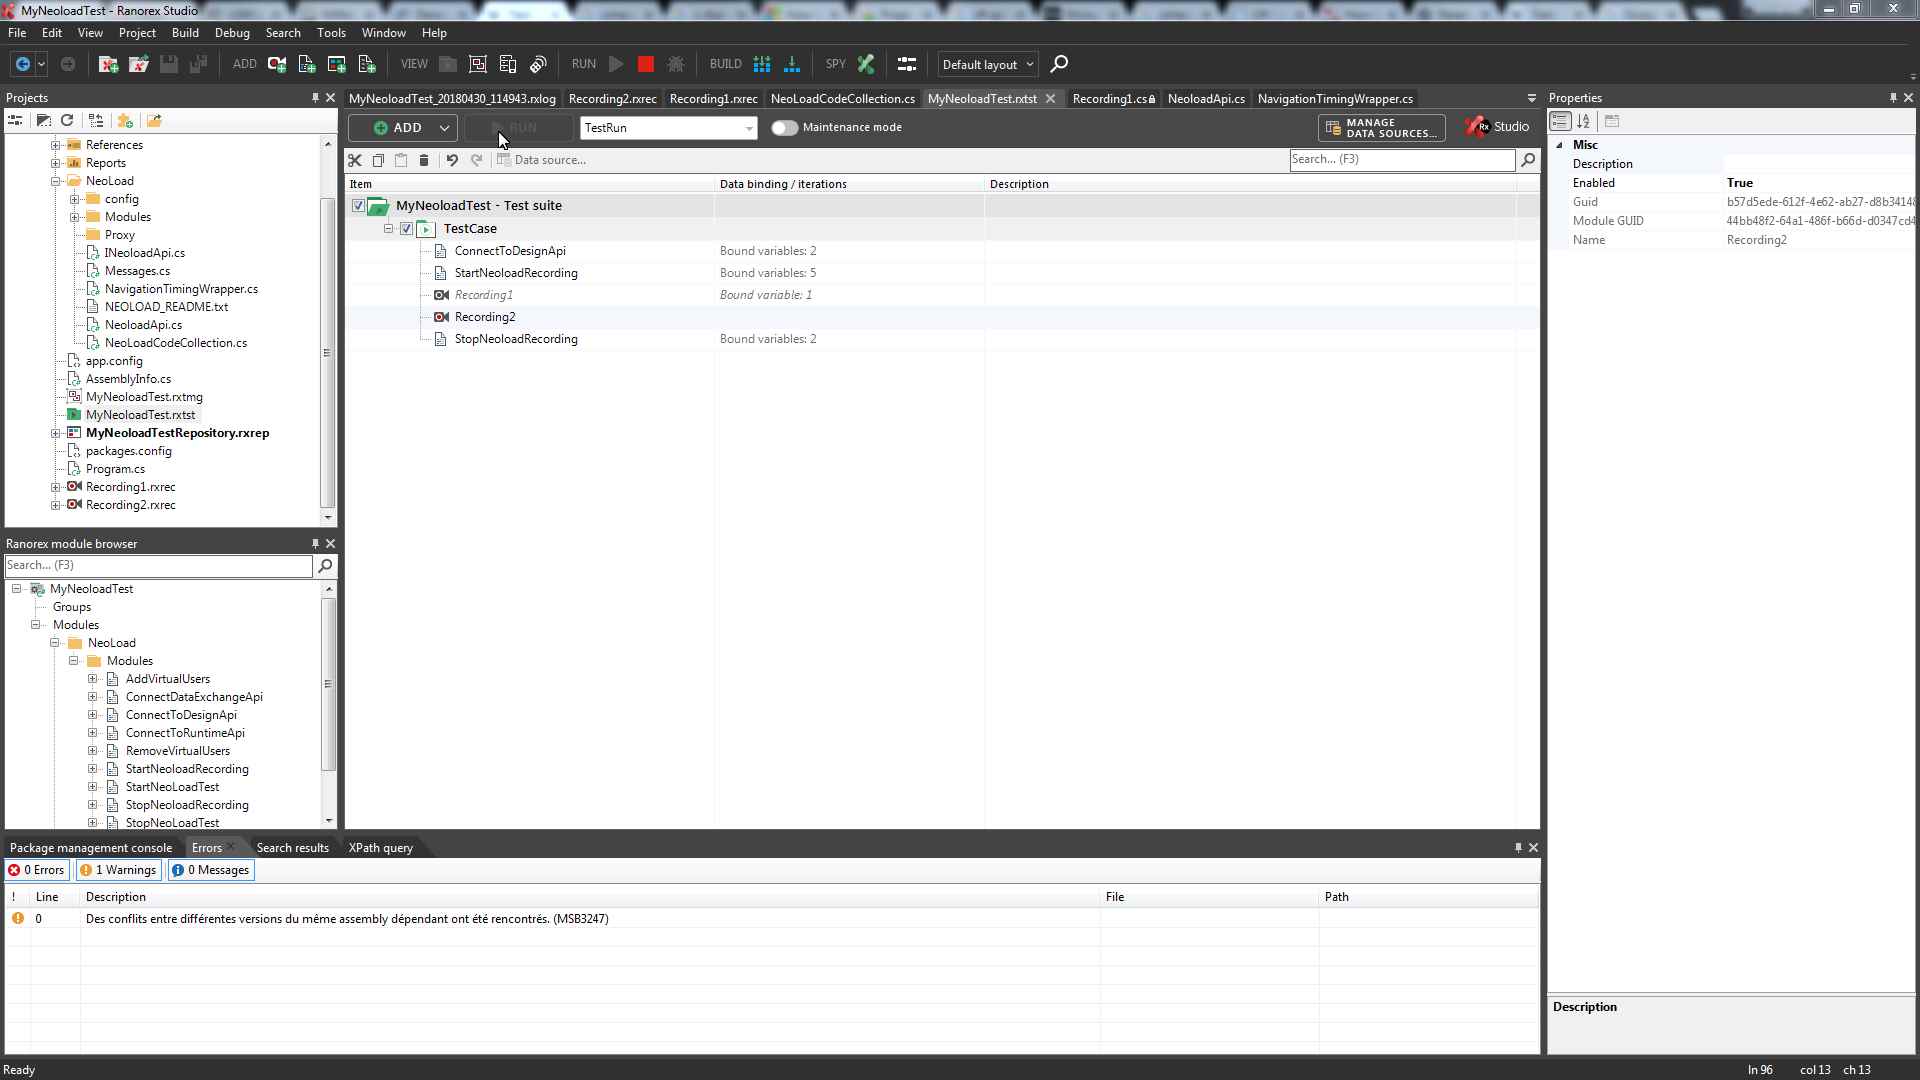 MyNeoloadTest - Ranorex Studio
File Edit View Project Build Debug Search Tools Window Help
ADD VIEW RUN BUILD SPY Default layout
Projects
MyNeoloadTest_20180430_114943.rxlog Recording2.rxrec Recording1.rxrec NeoLoadCodeCollection.cs MyNeoloadTest.rxtst Recording1.cs NeoloadApi.cs NavigationTimingWrapper.cs
Properties
ADD RUN TestRun Maintenance mode MANAGE DATA SOURCES... Rx Studio
Data source... Search... (F3)
Item Data binding / iterations Description
MyNeoloadTest - Test suite
TestCase
ConnectToDesignApi Bound variables: 2
StartNeoloadRecording Bound variables: 5
Recording1 Bound variable: 1
Recording2
StopNeoloadRecording Bound variables: 2
References
Reports
NeoLoad
config
Modules
Proxy
INeoloadApi.cs
Messages.cs
NavigationTimingWrapper.cs
NEOLOAD_README.txt
NeoloadApi.cs
NeoLoadCodeCollection.cs
app.config
AssemblyInfo.cs
MyNeoloadTest.rxtmg
MyNeoloadTest.rxtst
MyNeoloadTestRepository.rxrep
packages.config
Program.cs
Recording1.rxrec
Recording2.rxrec
Ranorex module browser
Search... (F3)
MyNeoloadTest
Groups
Modules
NeoLoad
Modules
AddVirtualUsers
ConnectDataExchangeApi
ConnectToDesignApi
ConnectToRuntimeApi
RemoveVirtualUsers
StartNeoloadRecording
StartNeoLoadTest
StopNeoloadRecording
StopNeoLoadTest
Misc
Description
Enabled True
Guid b57d5ede-612f-4e62-ab27-d8b34148
Module GUID 44bb48f2-64a1-486f-b66d-d0347cd4
Name Recording2
Description
Package management console Errors Search results XPath query
0 Errors 1 Warnings 0 Messages
! Line Description File Path
0 Des conflits entre différentes versions du même assembly dépendant ont été rencontrés. (MSB3247)
Ready ln 96 col 13 ch 13